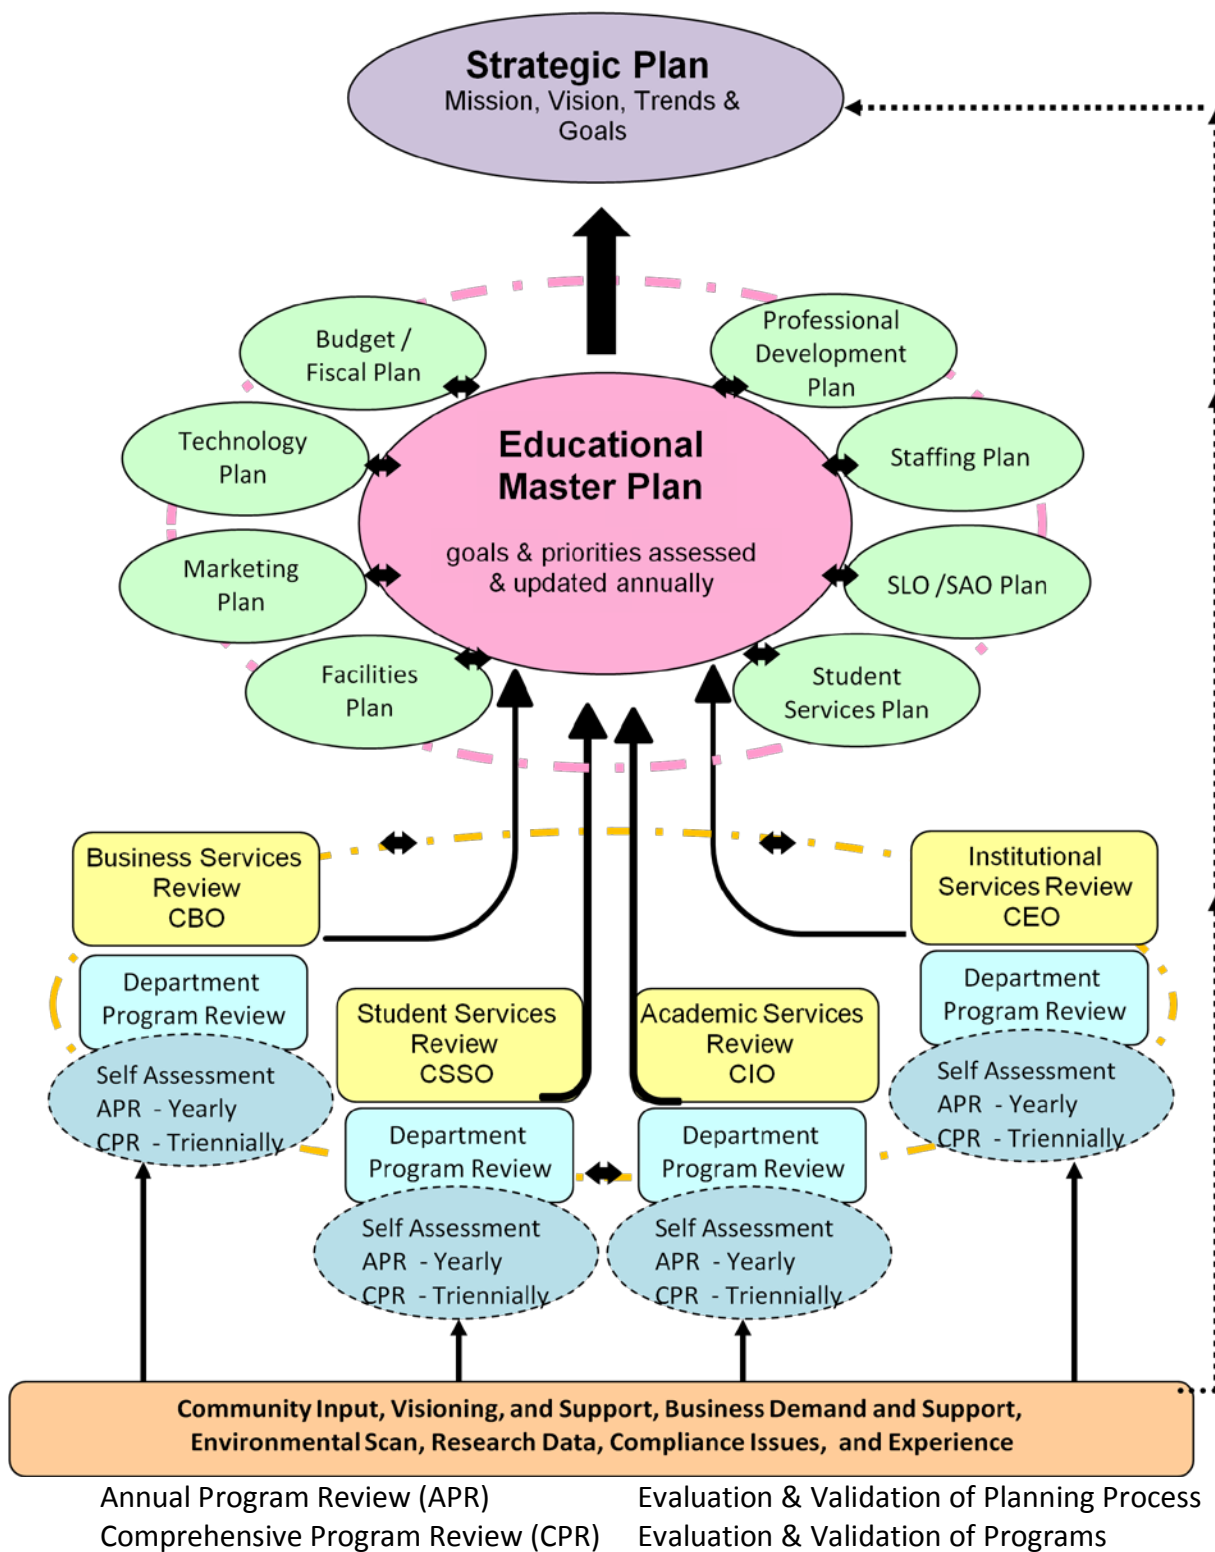 Strategic Plan
Mission, Vision, Trends &
Goals
Budget /
Fiscal Plan
Professional
Development
Plan
Technology
Plan
Staffing Plan
Educational
Master Plan
goals & priorities assessed
& updated annually
Marketing
Plan
SLO /SAO Plan
Facilities
Plan
Student
Services Plan
Business Services
Review
CBO
Institutional
Services Review
CEO
Department
Program Review
Department
Program Review
Self Assessment
APR - Yearly
CPR - Triennially
Self Assessment
APR - Yearly
CPR - Triennially
Student Services
Review
CSSO
Academic Services
Review
CIO
Department
Program Review
Department
Program Review
Self Assessment
APR - Yearly
CPR - Triennially
Self Assessment
APR - Yearly
CPR - Triennially
Community Input, Visioning, and Support, Business Demand and Support,
Environmental Scan, Research Data, Compliance Issues, and Experience
Annual Program Review (APR)
Evaluation & Validation of Planning Process
Comprehensive Program Review (CPR)
Evaluation & Validation of Programs